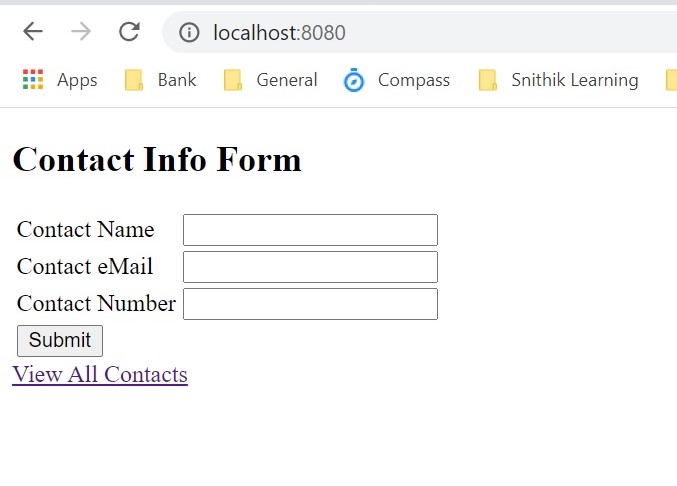 localhost:8080
Apps Bank General Compass Snithik Learning
Contact Info Form
Contact Name
Contact eMail
Contact Number
Submit
View All Contacts